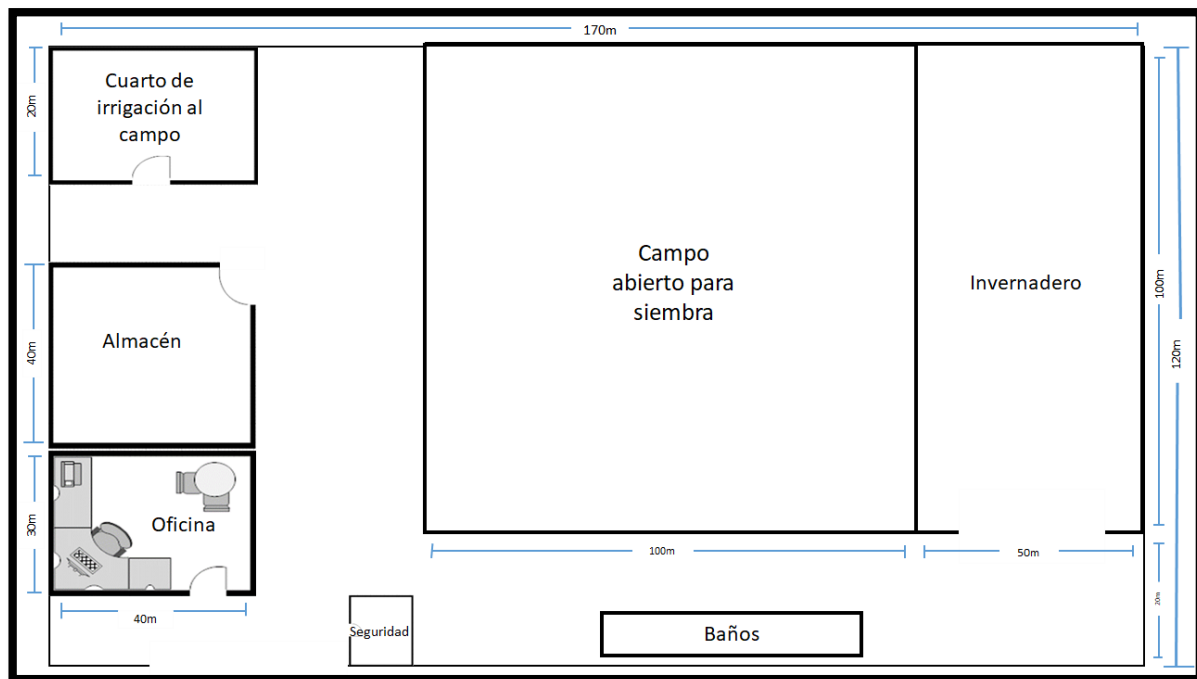 170m
Cuarto de
irrigación al
campo
20m
Campo
abierto para
siembra
Invernadero
100m
120m
Almacén
40m
Oficina
30m
40m
100m
50m
20m
Seguridad
Baños